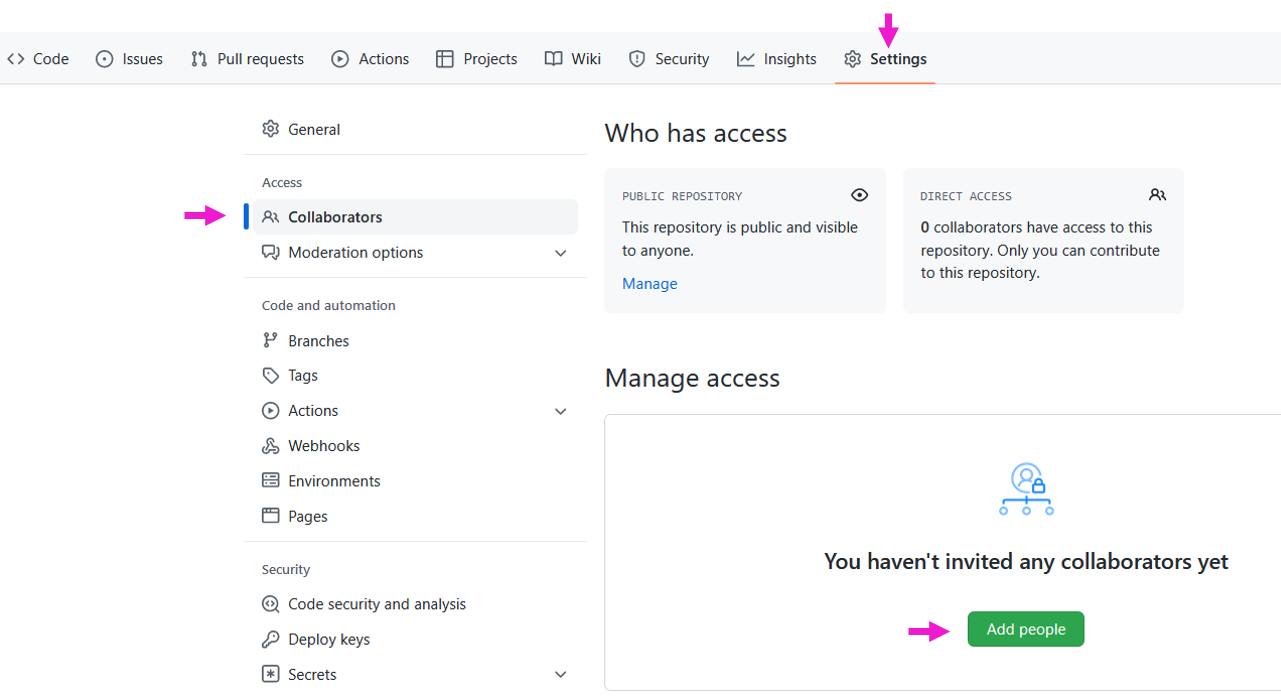 Code Issues Pull requests Actions Projects Wiki Security Insights Settings
General
Access
Collaborators
Moderation options
Code and automation
Branches
Tags
Actions
Webhooks
Environments
Pages
Security
Code security and analysis
Deploy keys
Secrets
Who has access
PUBLIC REPOSITORY
This repository is public and visible
to anyone.
Manage
DIRECT ACCESS
0 collaborators have access to this
repository. Only you can contribute
to this repository.
Manage access
You haven't invited any collaborators yet
Add people